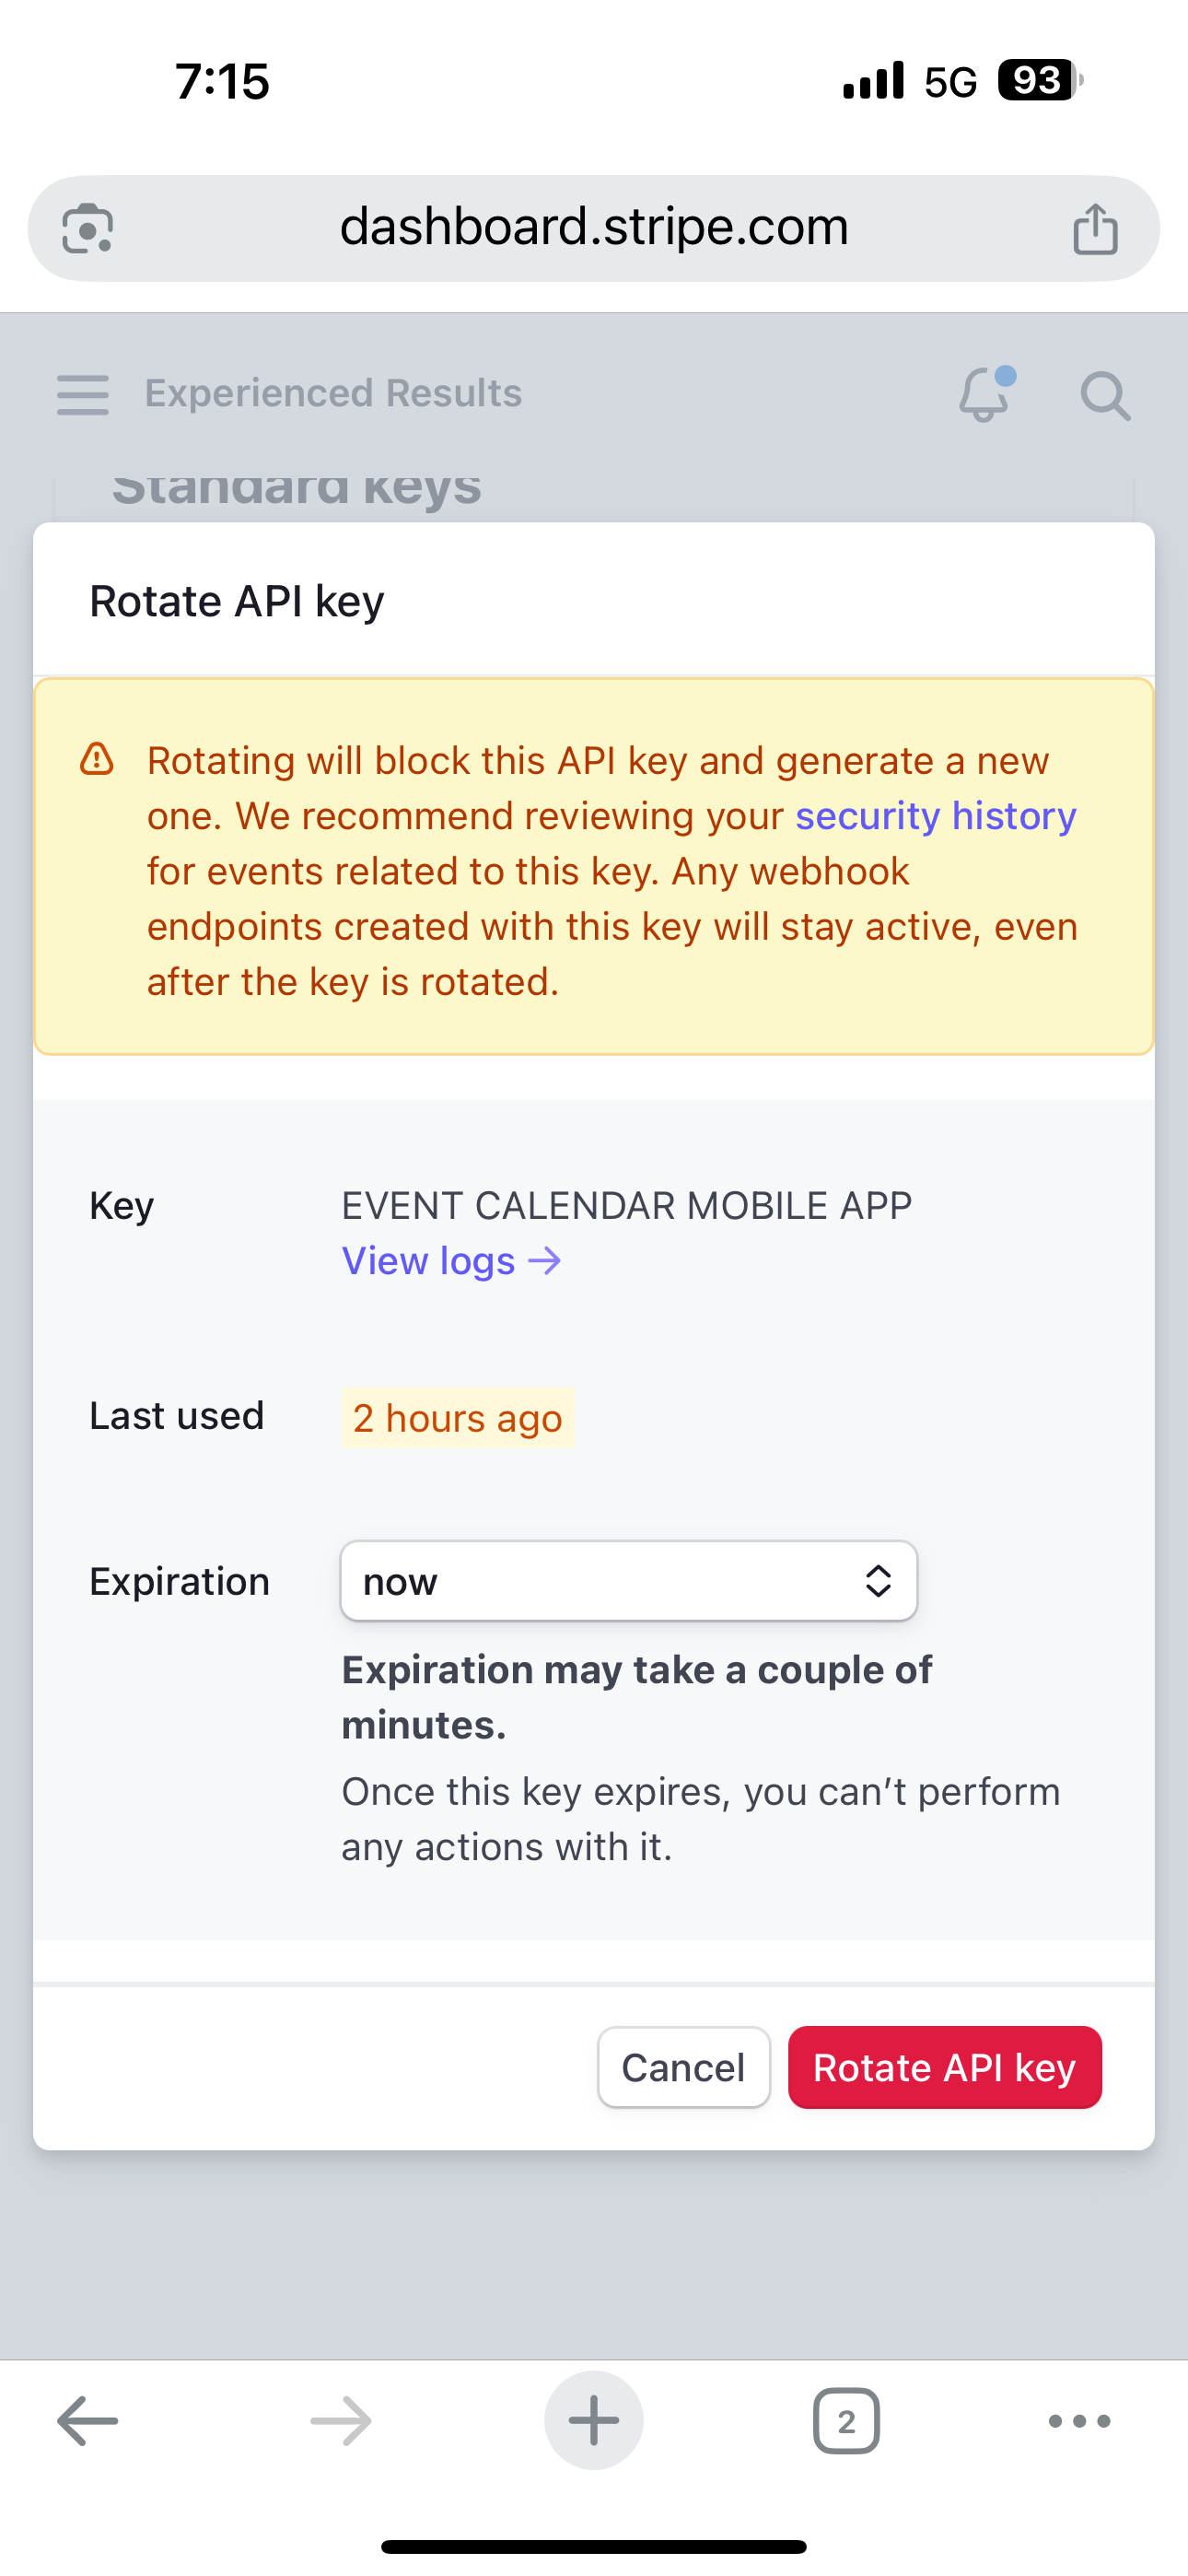 7:15
5G 93
dashboard.stripe.com
Experienced Results
Standard keys
Rotate API key
Rotating will block this API key and generate a new
one. We recommend reviewing your security history
for events related to this key. Any webhook
endpoints created with this key will stay active, even
after the key is rotated.
Key EVENT CALENDAR MOBILE APP
View logs →
Last used 2 hours ago
Expiration now
Expiration may take a couple of
minutes.
Once this key expires, you can’t perform
any actions with it.
Cancel Rotate API key
2